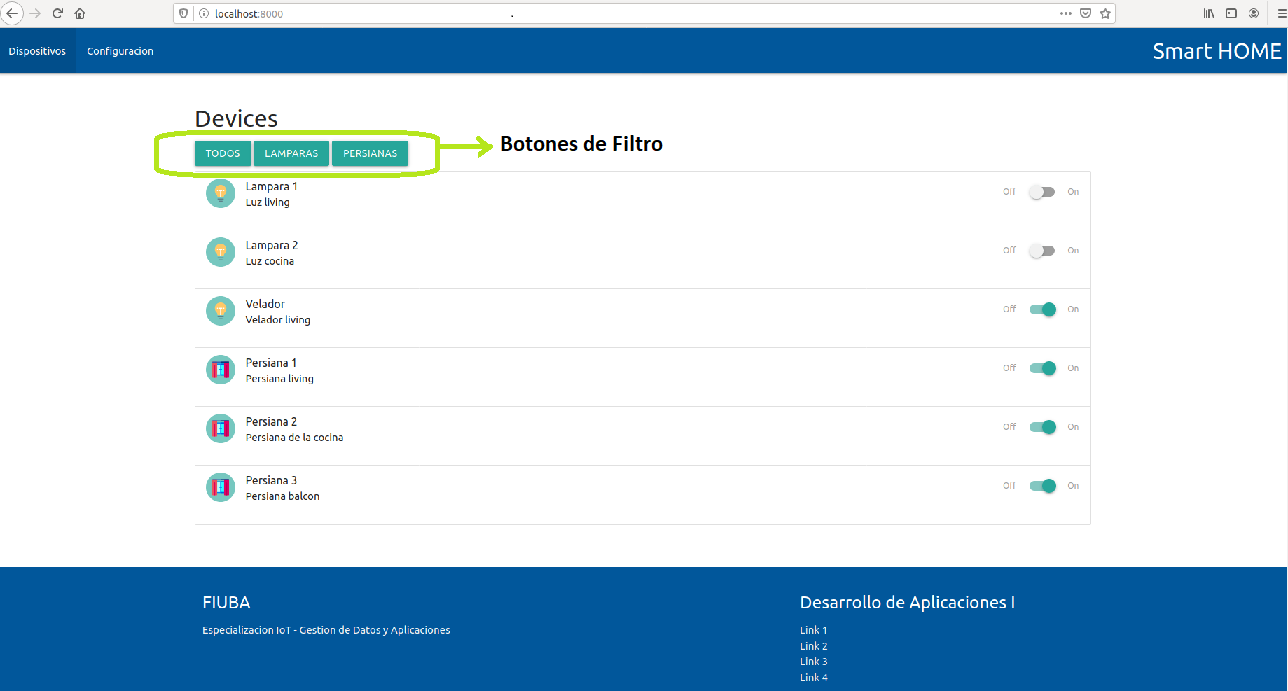 localhost:8000
Dispositivos Configuracion Smart HOME
Devices
TODOS LAMPARAS PERSIANAS Botones de Filtro
Lampara 1
Luz living
Off On
Lampara 2
Luz cocina
Off On
Velador
Velador living
Off On
Persiana 1
Persiana living
Off On
Persiana 2
Persiana de la cocina
Off On
Persiana 3
Persiana balcon
Off On
FIUBA
Especializacion IoT - Gestion de Datos y Aplicaciones
Desarrollo de Aplicaciones I
Link 1
Link 2
Link 3
Link 4